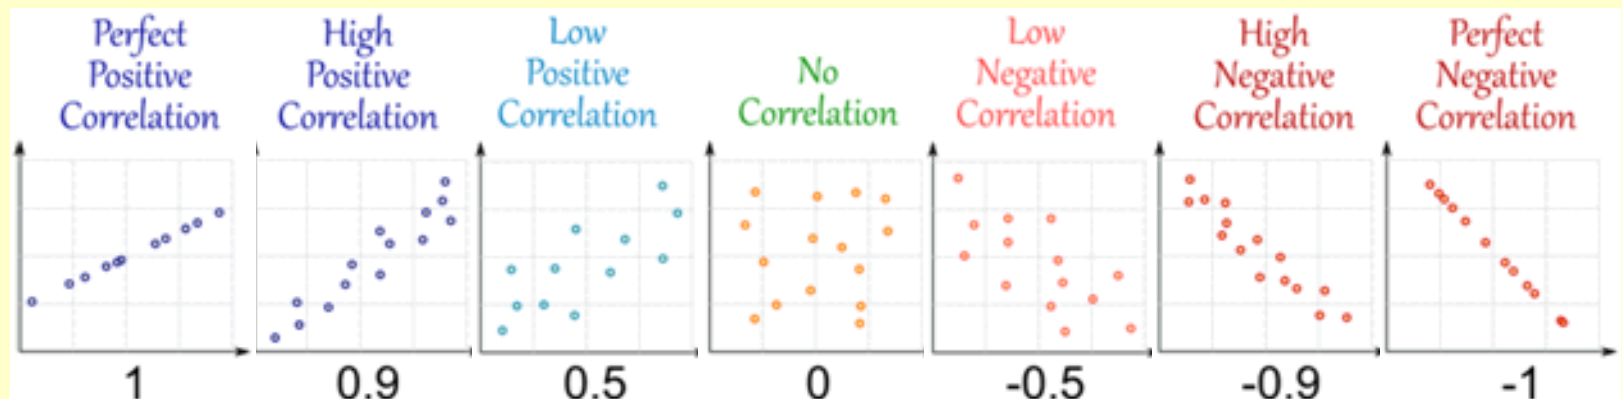 Perfect
Positive
Correlation
High
Positive
Correlation
Low
Positive
Correlation
No
Correlation
Low
Negative
Correlation
High
Negative
Correlation
Perfect
Negative
Correlation
1
0.9
0.5
0
-0.5
-0.9
-1